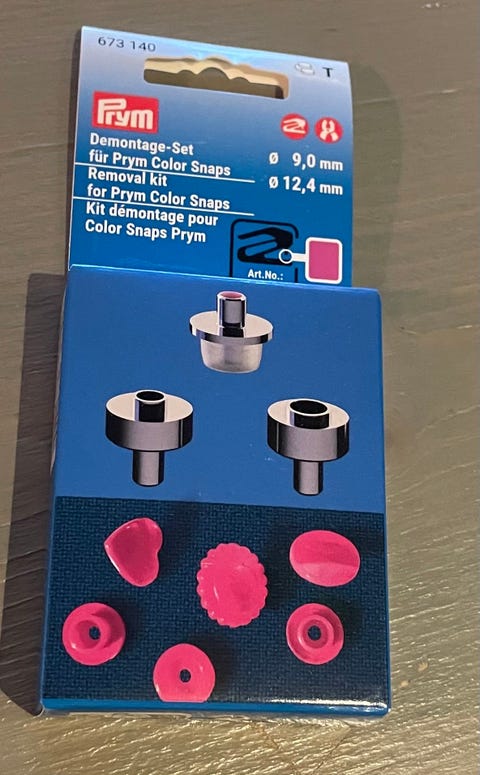 673 140
T
Prym
Demontage-Set
für Prym Color Snaps
Removal kit
for Prym Color Snaps
Kit démontage pour
Color Snaps Prym
Ø 9,0 mm
Ø 12,4 mm
Art.No.: